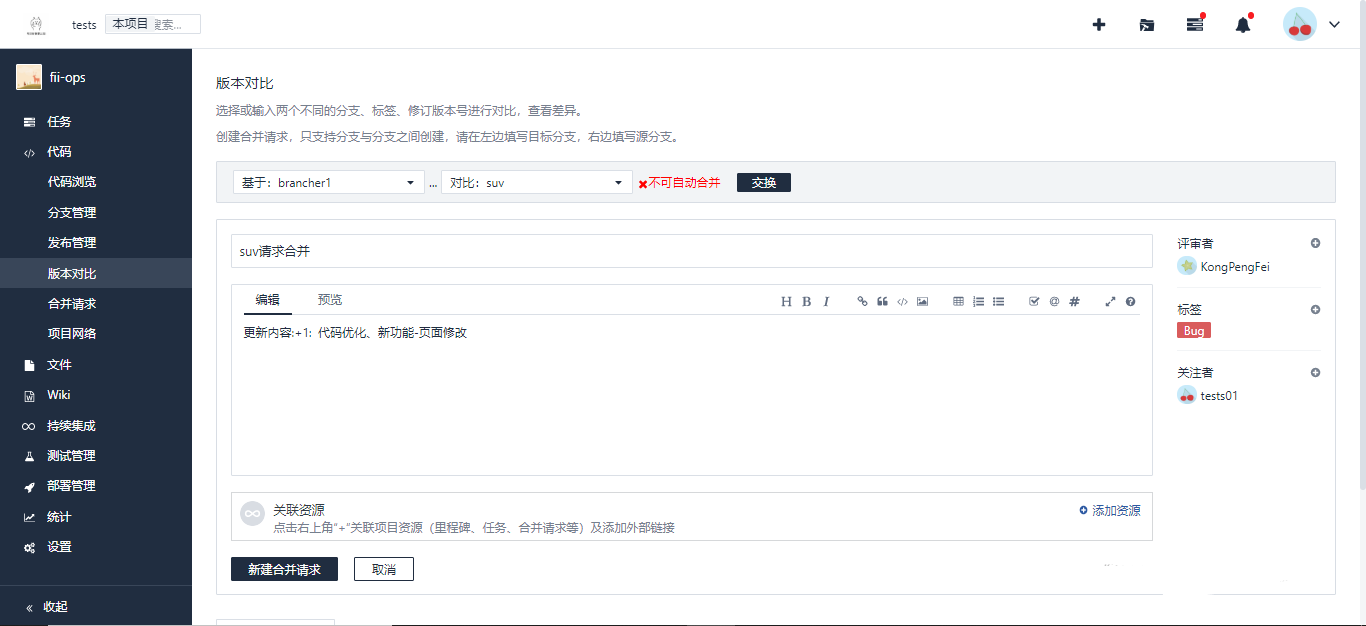 tests
本项目 搜索...
fii-ops
任务
代码
代码浏览
分支管理
发布管理
版本对比
合并请求
项目网络
文件
Wiki
持续集成
测试管理
部署管理
统计
设置
« 收起
版本对比
选择或输入两个不同的分支、标签、修订版本号进行对比，查看差异。
创建合并请求，只支持分支与分支之间创建，请在左边填写目标分支，右边填写源分支。
基于：brancher1 ... 对比：suv ✖不可自动合并 交换
suv请求合并
编辑 预览
更新内容:+1: 代码优化、新功能-页面修改
关联资源 添加资源
点击右上角“+”关联项目资源（里程碑、任务、合并请求等）及添加外部链接
新建合并请求 取消
评审者
KongPengFei
标签
Bug
关注者
tests01